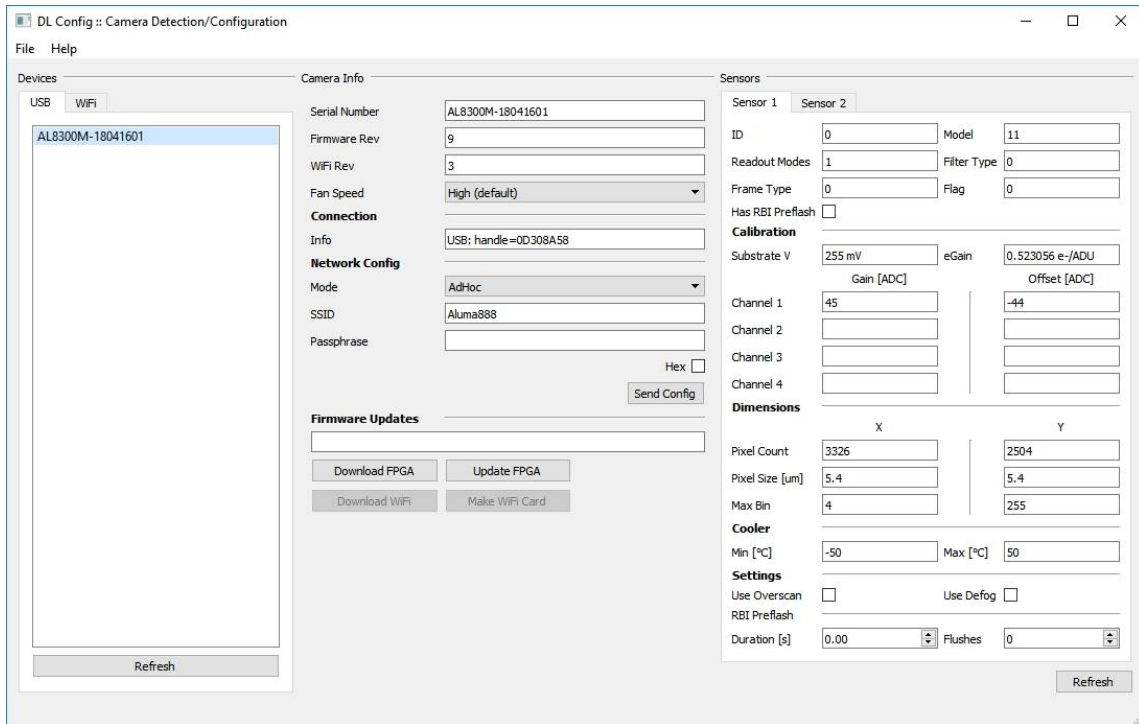 DL Config :: Camera Detection/Configuration
File Help
Devices
USB WiFi
AL8300M-18041601
Refresh
Camera Info
Serial Number AL8300M-18041601
Firmware Rev 9
WiFi Rev 3
Fan Speed High (default)
Connection
Info USB: handle=0D308A58
Network Config
Mode AdHoc
SSID Aluma888
Passphrase
Hex
Send Config
Firmware Updates
Download FPGA Update FPGA
Download WiFi Make WiFi Card
Sensors
Sensor 1 Sensor 2
ID 0 Model 11
Readout Modes 1 Filter Type 0
Frame Type 0 Flag 0
Has RBI Preflash
Calibration
Substrate V 255 mV eGain 0.523056 e-/ADU
Gain [ADC] Offset [ADC]
Channel 1 45 -44
Channel 2
Channel 3
Channel 4
Dimensions
X Y
Pixel Count 3326 2504
Pixel Size [um] 5.4 5.4
Max Bin 4 255
Cooler
Min [°C] -50 Max [°C] 50
Settings
Use Overscan Use Defog
RBI Preflash
Duration [s] 0.00 Flushes 0
Refresh